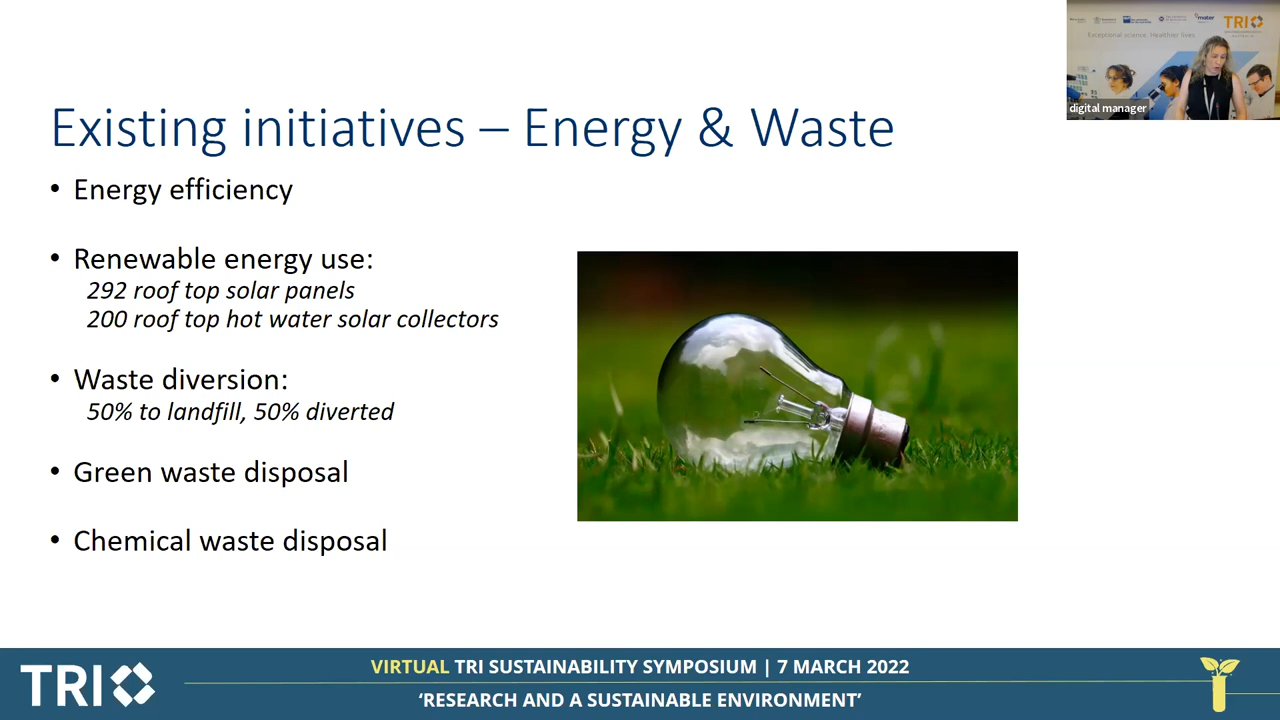 Existing initiatives – Energy & Waste
• Energy efficiency
• Renewable energy use:
292 roof top solar panels
200 roof top hot water solar collectors
• Waste diversion:
50% to landfill, 50% diverted
• Green waste disposal
• Chemical waste disposal
mater
TRI
Exceptional science. Healthier lives.
digital manager
TRI
VIRTUAL TRI SUSTAINABILITY SYMPOSIUM | 7 MARCH 2022
‘RESEARCH AND A SUSTAINABLE ENVIRONMENT’